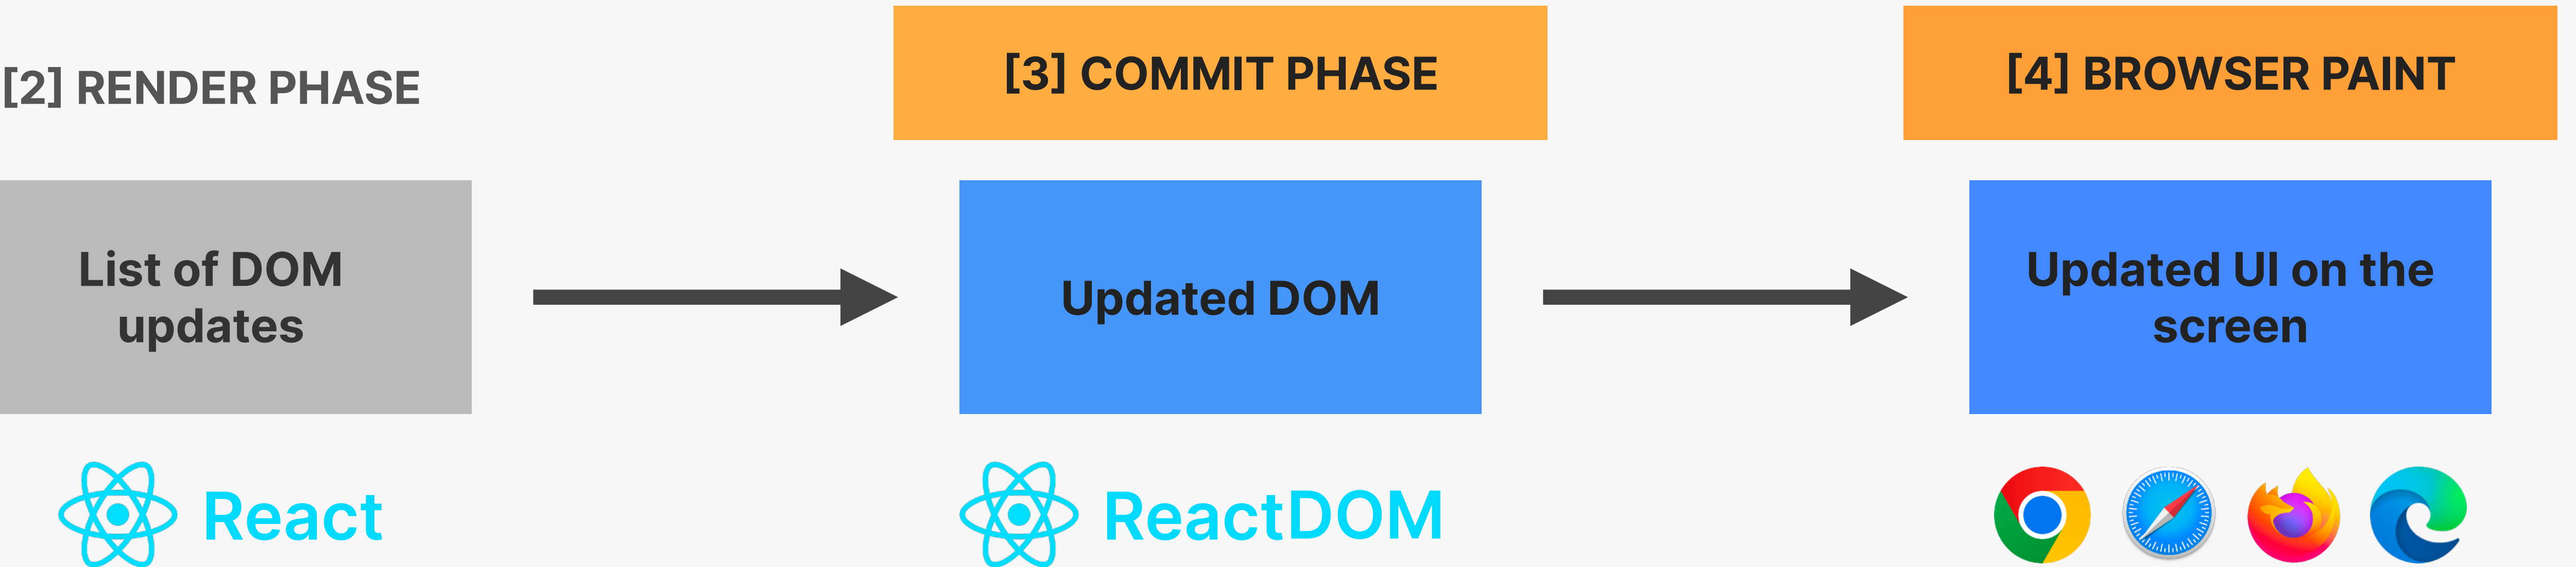 [2] RENDER PHASE
[3] COMMIT PHASE
[4] BROWSER PAINT
List of DOM
updates
Updated DOM
Updated UI on the
screen
React
ReactDOM